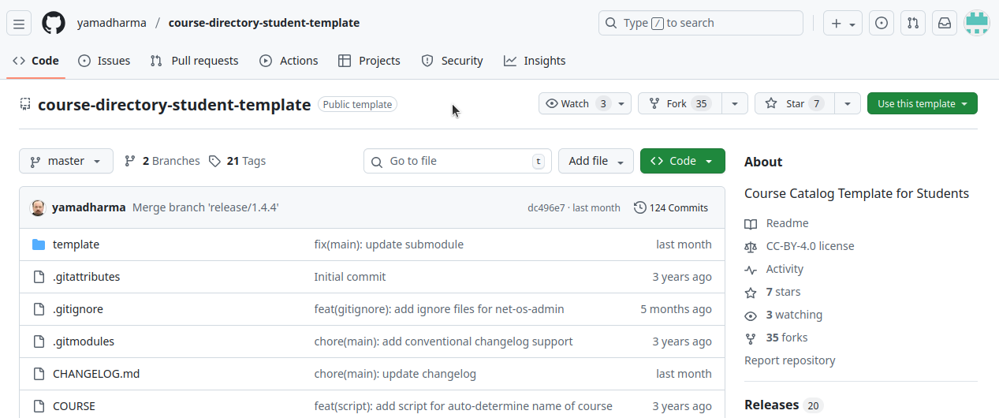 yamadharma / course-directory-student-template
Type / to search
Code Issues Pull requests Actions Projects Security Insights
course-directory-student-template Public template Watch 3 Fork 35 Star 7 Use this template
master 2 Branches 21 Tags Go to file t Add file Code
yamadharma Merge branch 'release/1.4.4' dc496e7 · last month 124 Commits
template fix(main): update submodule last month
.gitattributes Initial commit 3 years ago
.gitignore feat(gitignore): add ignore files for net-os-admin 5 months ago
.gitmodules chore(main): add conventional changelog support 3 years ago
CHANGELOG.md chore(main): update changelog last month
COURSE feat(script): add script for auto-determine name of course 3 years ago
About
Course Catalog Template for Students
Readme
CC-BY-4.0 license
Activity
7 stars
3 watching
35 forks
Report repository
Releases 20